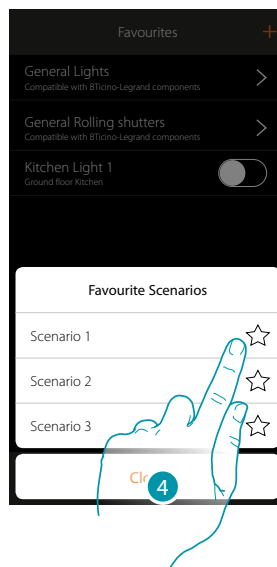 Favourites
General Lights
Compatible with BTicino-Legrand components
General Rolling shutters
Compatible with BTicino-Legrand components
Kitchen Light 1
Ground floor Kitchen
Favourite Scenarios
Scenario 1
Scenario 2
Scenario 3
4